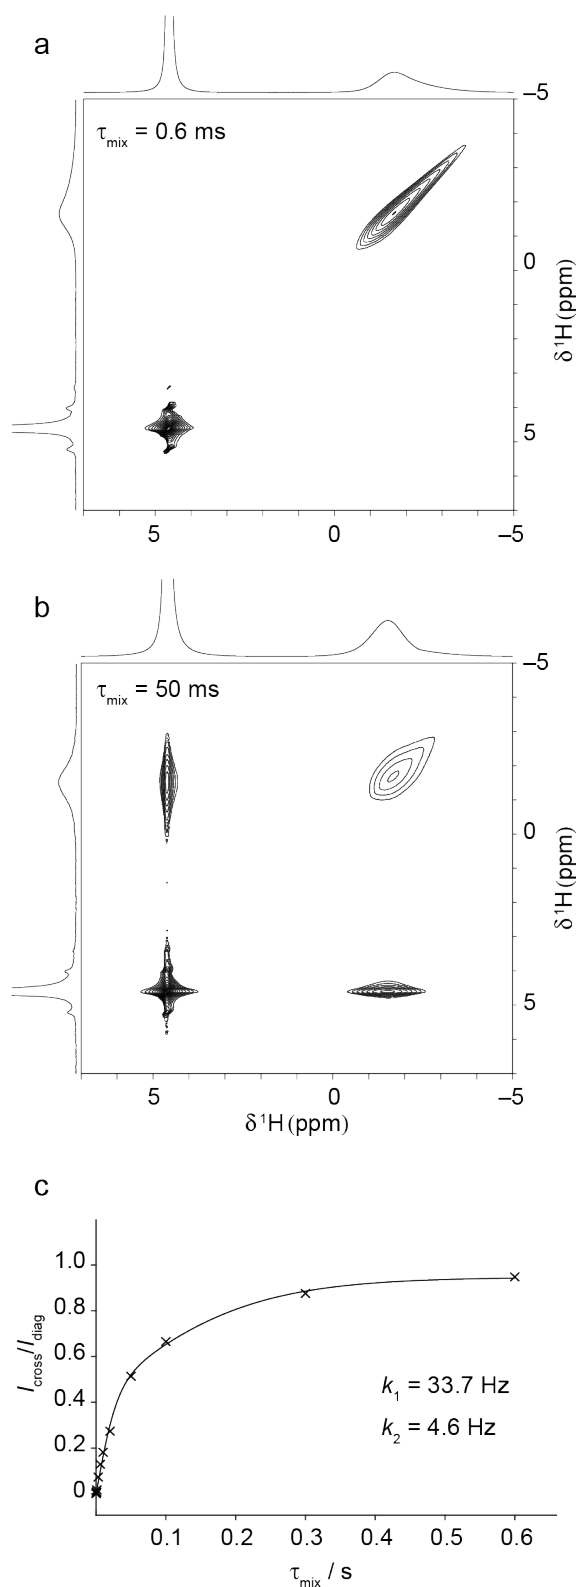 a
τmix = 0.6 ms
–5
0
5
δ ¹H (ppm)
5
0
–5
b
τmix = 50 ms
–5
0
5
δ ¹H (ppm)
5
0
–5
δ ¹H (ppm)
c
1.0
0.8
0.6
0.4
0.2
0
Icross/Idiag
k1 = 33.7 Hz
k2 = 4.6 Hz
0.1
0.2
0.3
0.4
0.5
0.6
τmix / s